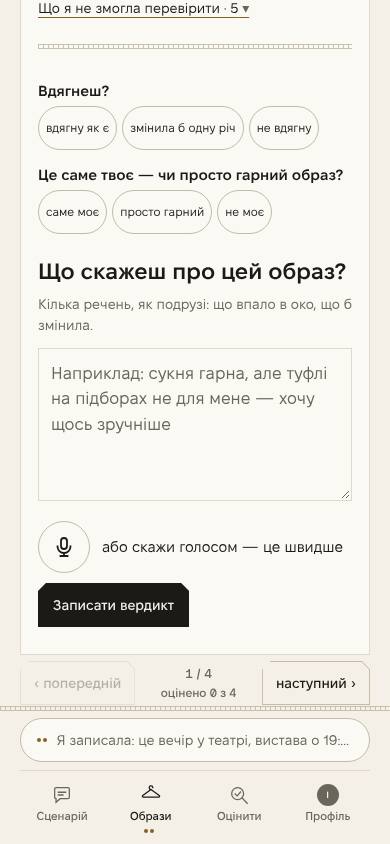 Що я не змогла перевірити · 5 ▾
Вдягнеш?
вдягну як є
змінила б одну річ
не вдягну
Це саме твоє — чи просто гарний образ?
саме моє
просто гарний
не моє
Що скажеш про цей образ?
Кілька речень, як подрузі: що впало в око, що б
змінила.
Наприклад: сукня гарна, але туфлі
на підборах не для мене — хочу
щось зручніше
або скажи голосом — це швидше
Записати вердикт
‹ попередній
1 / 4
оцінено 0 з 4
наступний ›
Я записала: це вечір у театрі, вистава о 19:...
Сценарій
Образи
Оцінити
І
Профіль